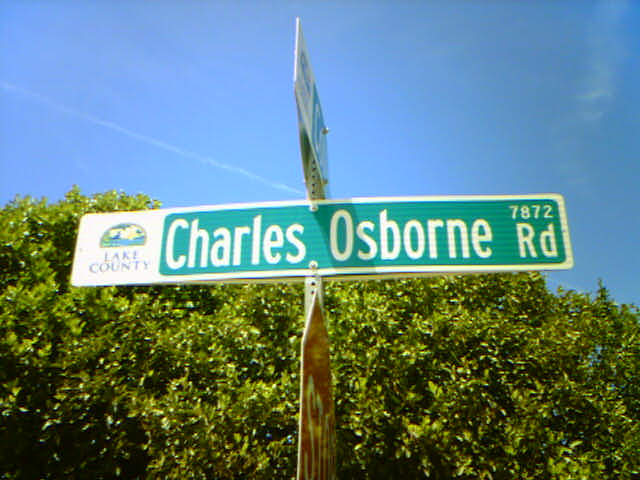 LAKE
COUNTY
Charles Osborne Rd
7872